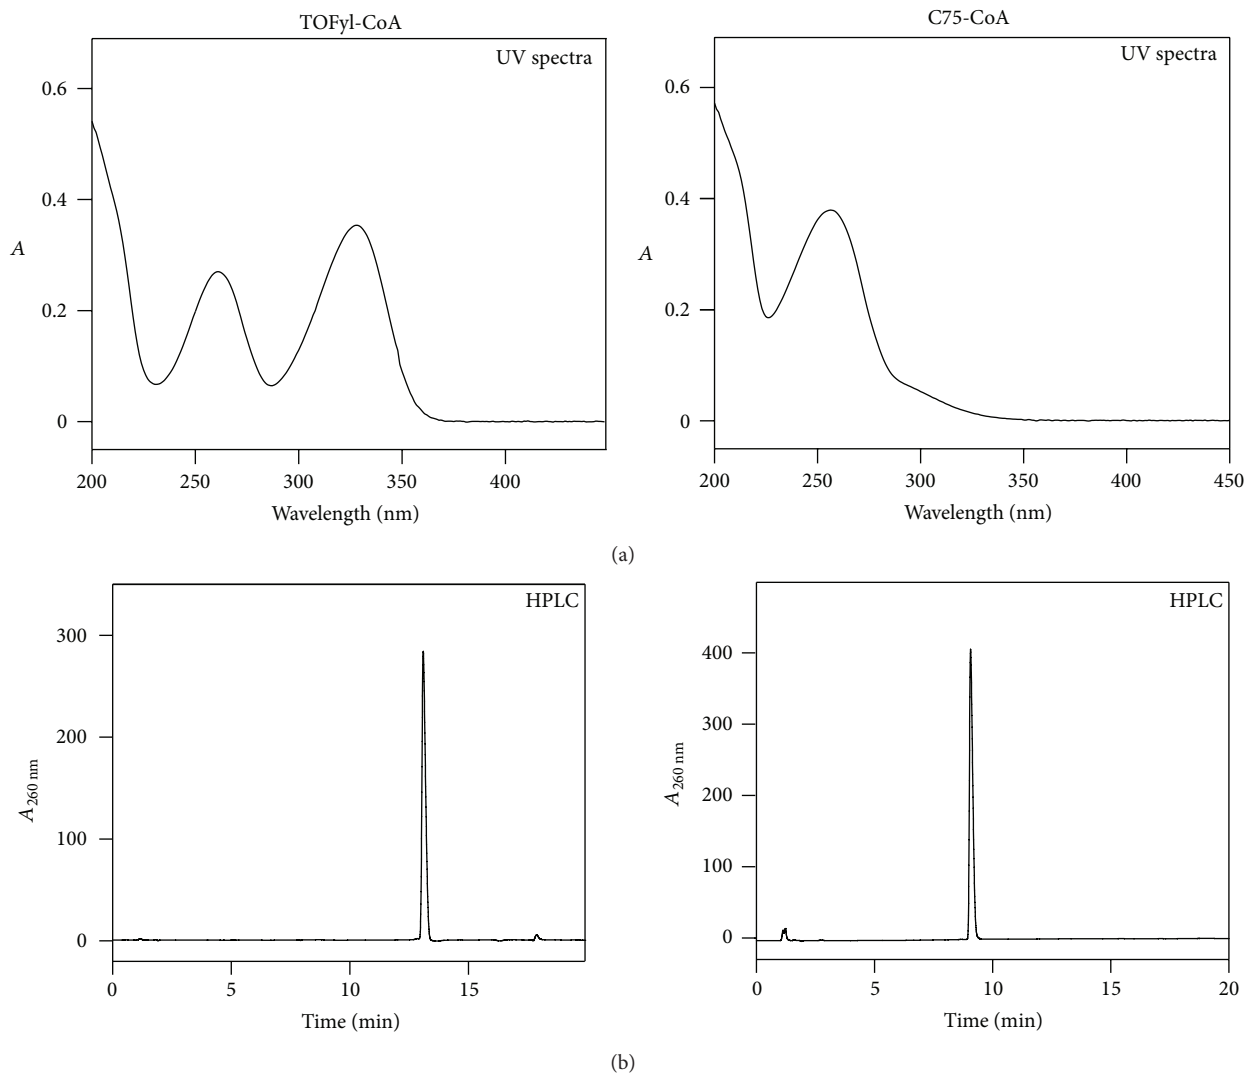 TOFyl-CoA
UV spectra
0.6
0.4
A
0.2
0
200 250 300 350 400
Wavelength (nm)
C75-CoA
UV spectra
0.6
0.4
A
0.2
0
200 250 300 350 400 450
Wavelength (nm)
(a)
HPLC
300
200
A260 nm
100
0
0 5 10 15
Time (min)
HPLC
400
300
A260 nm
200
100
0
0 5 10 15 20
Time (min)
(b)